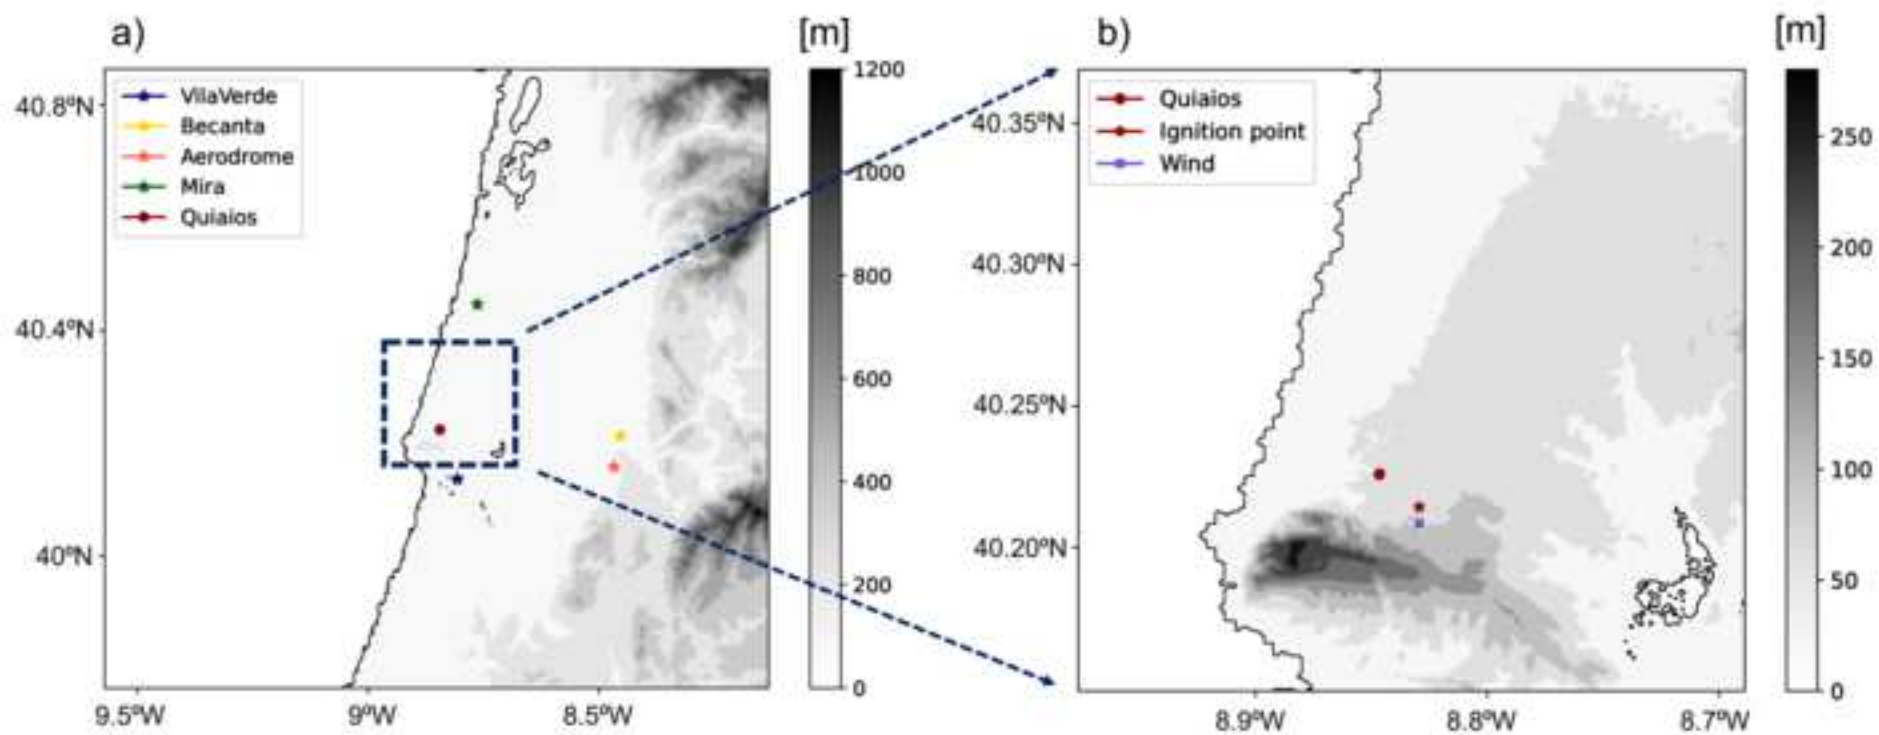 a)
[m]
VilaVerde
Becanta
Aerodrome
Mira
Quiaios
40.8ºN
40.4ºN
40ºN
9.5ºW
9ºW
8.5ºW
1200
1000
800
600
400
200
0
b)
[m]
Quiaios
Ignition point
Wind
40.35ºN
40.30ºN
40.25ºN
40.20ºN
8.9ºW
8.8ºW
8.7ºW
250
200
150
100
50
0